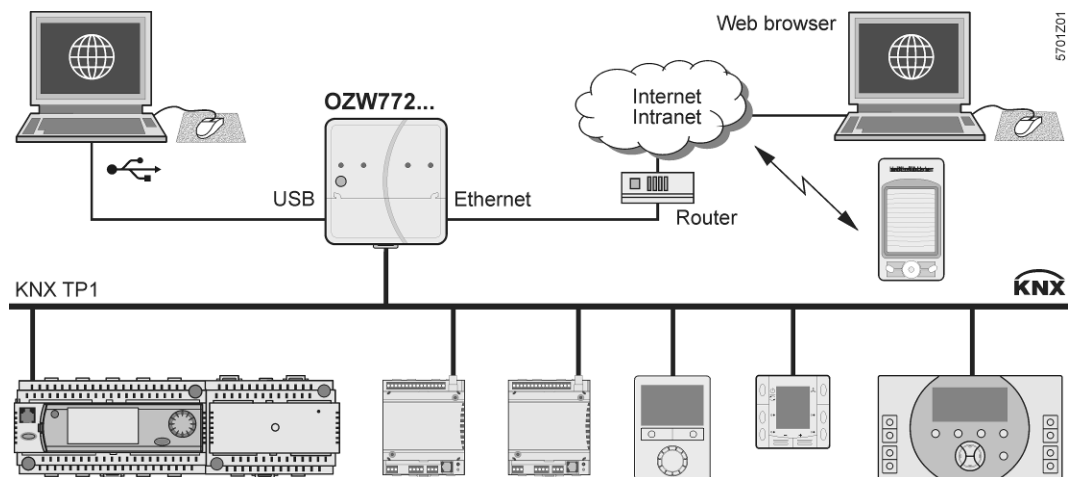 Web browser
5701Z01
OZW772...
Internet
Intranet
USB
Ethernet
Router
KNX TP1
KNX